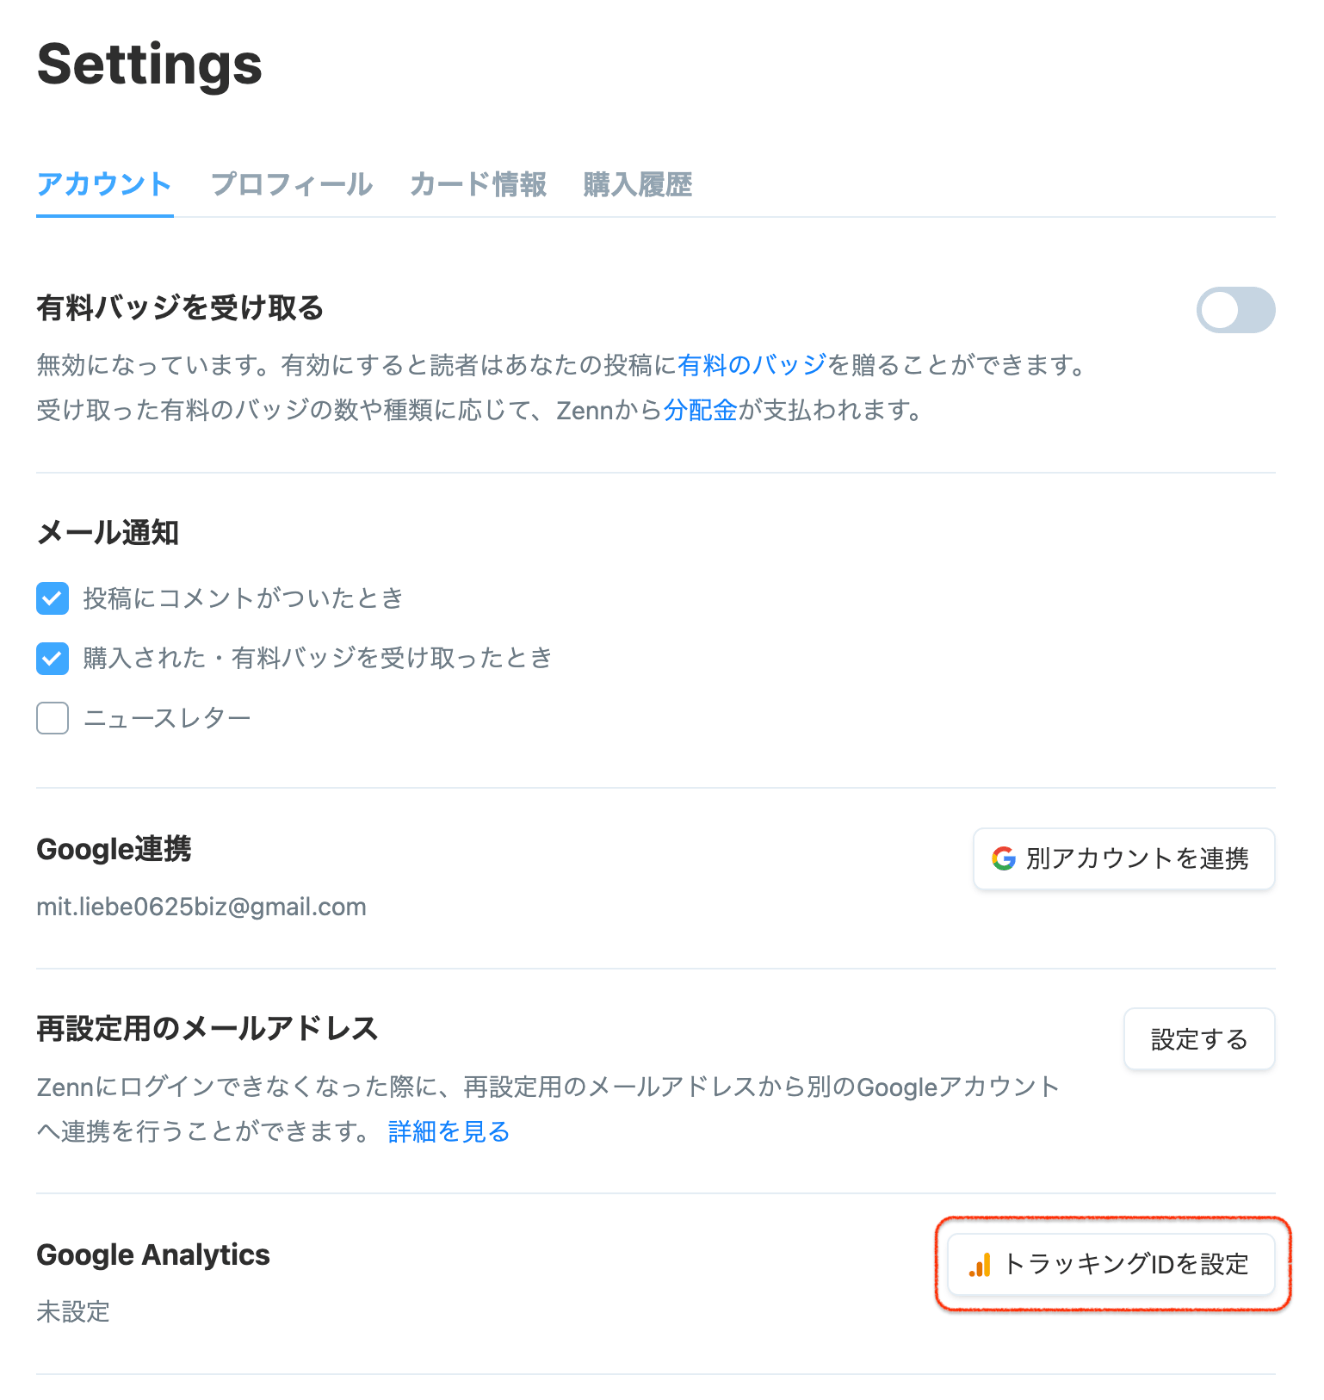 Settings
アカウント プロフィール カード情報 購入履歴
有料バッジを受け取る
無効になっています。有効にすると読者はあなたの投稿に有料のバッジを贈ることができます。
受け取った有料のバッジの数や種類に応じて、Zennから分配金が支払われます。
メール通知
投稿にコメントがついたとき
購入された・有料バッジを受け取ったとき
ニュースレター
Google連携
別アカウントを連携
mit.liebe0625biz@gmail.com
再設定用のメールアドレス
設定する
Zennにログインできなくなった際に、再設定用のメールアドレスから別のGoogleアカウント
へ連携を行うことができます。 詳細を見る
Google Analytics
トラッキングIDを設定
未設定